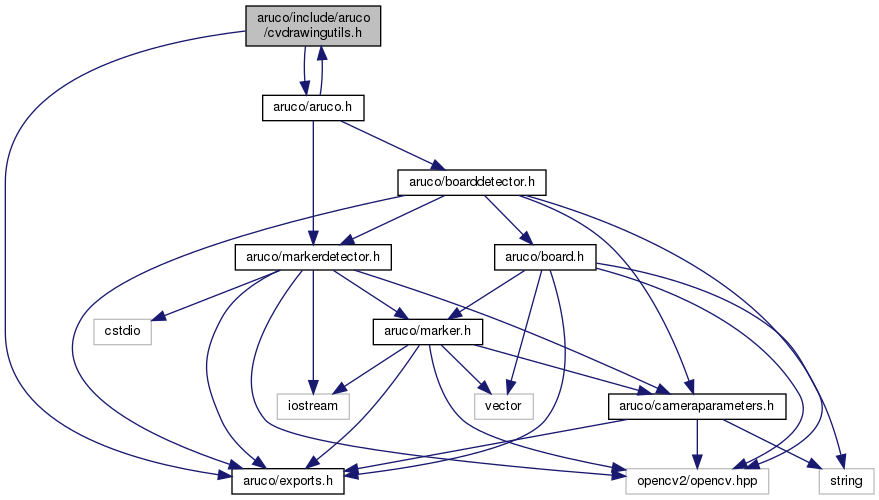 aruco/include/aruco
/cvdrawingutils.h
aruco/aruco.h
aruco/boarddetector.h
aruco/markerdetector.h
aruco/board.h
cstdio
aruco/marker.h
iostream
vector
aruco/cameraparameters.h
aruco/exports.h
opencv2/opencv.hpp
string